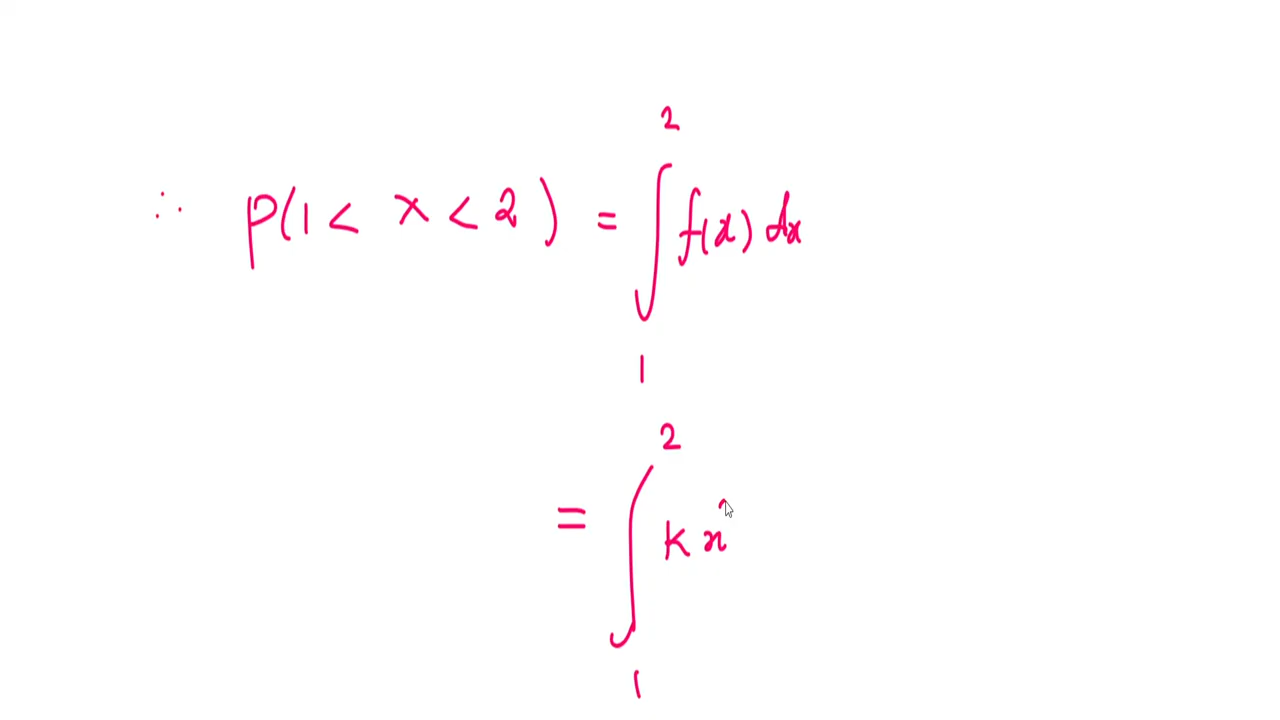 ∴ P(1 < X < 2) = ∫₁² f(x) dx
= ∫₁² K x